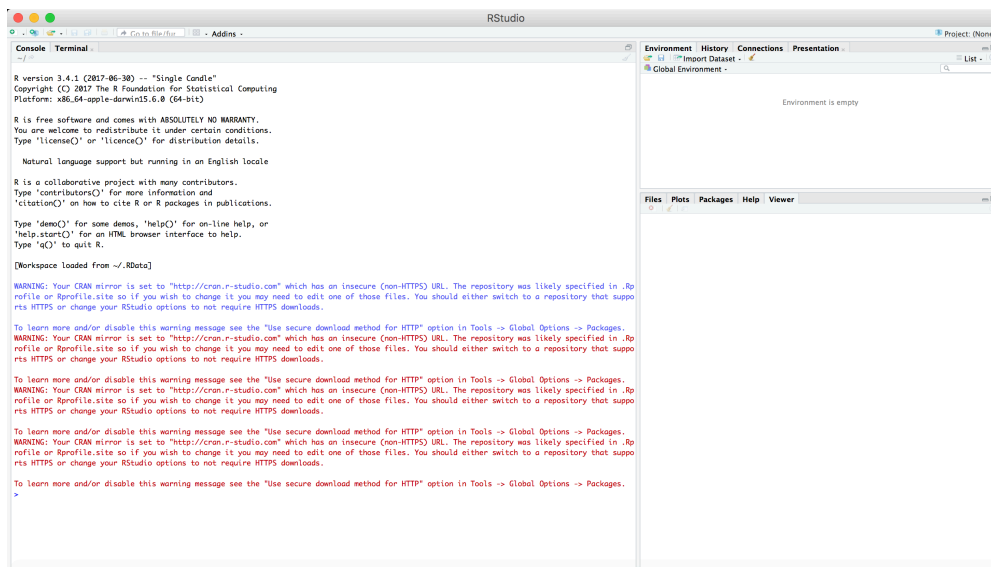 RStudio
Go to file/fur
Addins
Project: (None
Console Terminal
~/
R version 3.4.1 (2017-06-30) -- "Single Candle"
Copyright (C) 2017 The R Foundation for Statistical Computing
Platform: x86_64-apple-darwin15.6.0 (64-bit)
R is free software and comes with ABSOLUTELY NO WARRANTY.
You are welcome to redistribute it under certain conditions.
Type 'license()' or 'licence()' for distribution details.
Natural language support but running in an English locale
R is a collaborative project with many contributors.
Type 'contributors()' for more information and
'citation()' on how to cite R or R packages in publications.
Type 'demo()' for some demos, 'help()' for on-line help, or
'help.start()' for an HTML browser interface to help.
Type 'q()' to quit R.
[Workspace loaded from ~/.RData]
WARNING: Your CRAN mirror is set to "http://cran.r-studio.com" which has an insecure (non-HTTPS) URL. The repository was likely specified in .Rp
rofile or Rprofile.site so if you wish to change it you may need to edit one of those files. You should either switch to a repository that suppo
rts HTTPS or change your RStudio options to not require HTTPS downloads.
To learn more and/or disable this warning message see the "Use secure download method for HTTP" option in Tools -> Global Options -> Packages.
WARNING: Your CRAN mirror is set to "http://cran.r-studio.com" which has an insecure (non-HTTPS) URL. The repository was likely specified in .Rp
rofile or Rprofile.site so if you wish to change it you may need to edit one of those files. You should either switch to a repository that suppo
rts HTTPS or change your RStudio options to not require HTTPS downloads.
To learn more and/or disable this warning message see the "Use secure download method for HTTP" option in Tools -> Global Options -> Packages.
WARNING: Your CRAN mirror is set to "http://cran.r-studio.com" which has an insecure (non-HTTPS) URL. The repository was likely specified in .Rp
rofile or Rprofile.site so if you wish to change it you may need to edit one of those files. You should either switch to a repository that suppo
rts HTTPS or change your RStudio options to not require HTTPS downloads.
To learn more and/or disable this warning message see the "Use secure download method for HTTP" option in Tools -> Global Options -> Packages.
WARNING: Your CRAN mirror is set to "http://cran.r-studio.com" which has an insecure (non-HTTPS) URL. The repository was likely specified in .Rp
rofile or Rprofile.site so if you wish to change it you may need to edit one of those files. You should either switch to a repository that suppo
rts HTTPS or change your RStudio options to not require HTTPS downloads.
To learn more and/or disable this warning message see the "Use secure download method for HTTP" option in Tools -> Global Options -> Packages.
>
Environment History Connections Presentation
Import Dataset
List
Global Environment
Environment is empty
Files Plots Packages Help Viewer